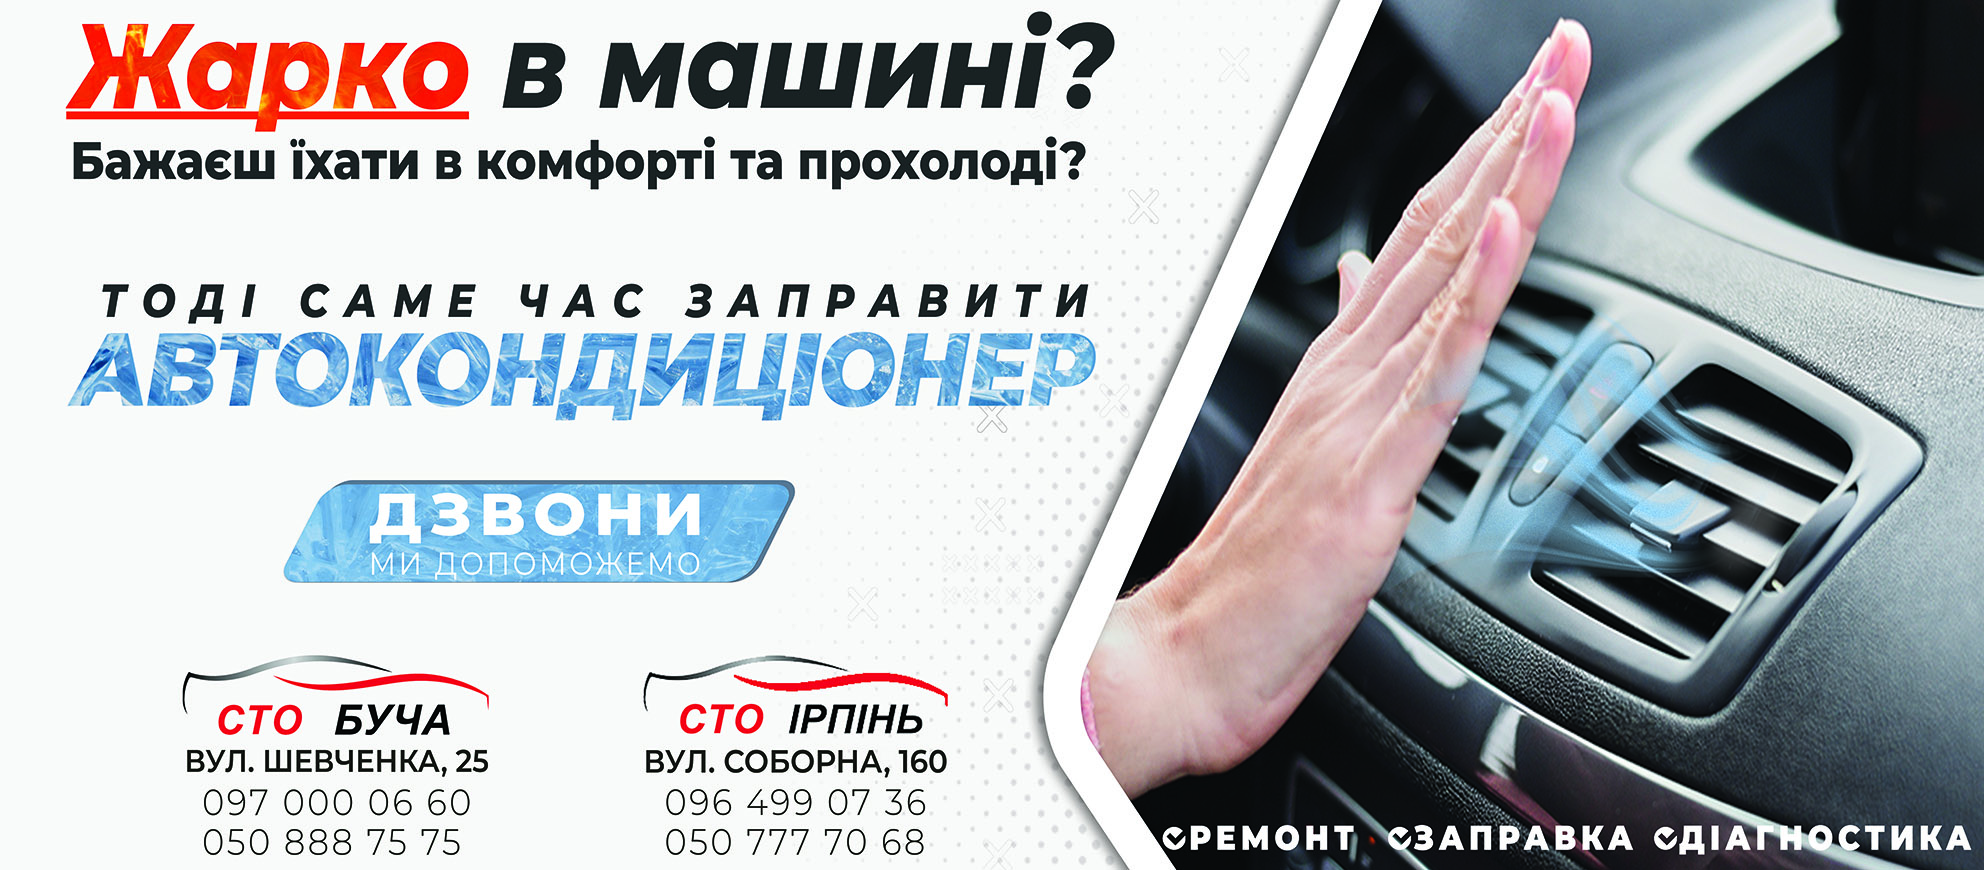 Жарко в машині?
Бажаєш їхати в комфорті та прохолоді?
ТОДІ САМЕ ЧАС ЗАПРАВИТИ
АВТОКОНДИЦІОНЕР
ДЗВОНИ
МИ ДОПОМОЖЕМО
СТО БУЧА
ВУЛ. ШЕВЧЕНКА, 25
097 000 06 60
050 888 75 75
СТО ІРПІНЬ
ВУЛ. СОБОРНА, 160
096 499 07 36
050 777 70 68
РЕМОНТ ЗАПРАВКА ДІАГНОСТИКА